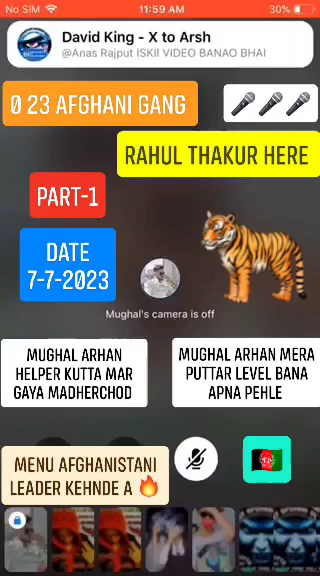 No SIM
11:59 AM
30%
David King - X to Arsh
@Anas Rajput ISKII VIDEO BANAO BHAI
0 23 AFGHANI GANG
RAHUL THAKUR HERE
PART-1
DATE
7-7-2023
Mughal's camera is off
MUGHAL ARHAN
HELPER KUTTA MAR
GAYA MADHERCHOD
MUGHAL ARHAN MERA
PUTTAR LEVEL BANA
APNA PEHLE
MENU AFGHANISTANI
LEADER KEHNDE A 🔥